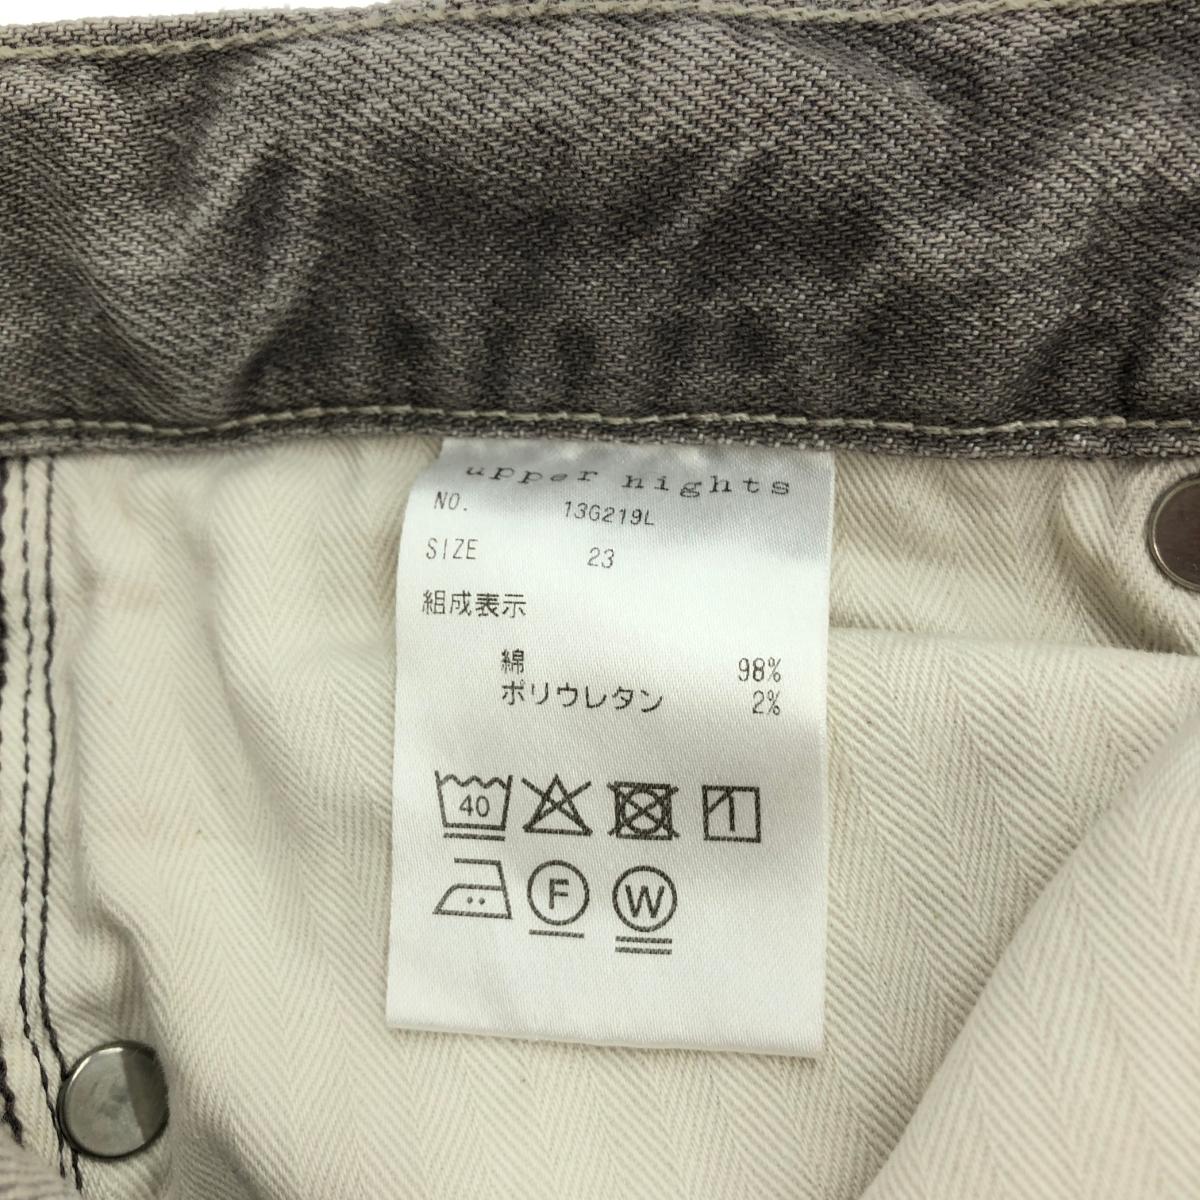 upper nights
NO. 13G219L
SIZE 23
組成表示
綿 98%
ポリウレタン 2%
40
F W